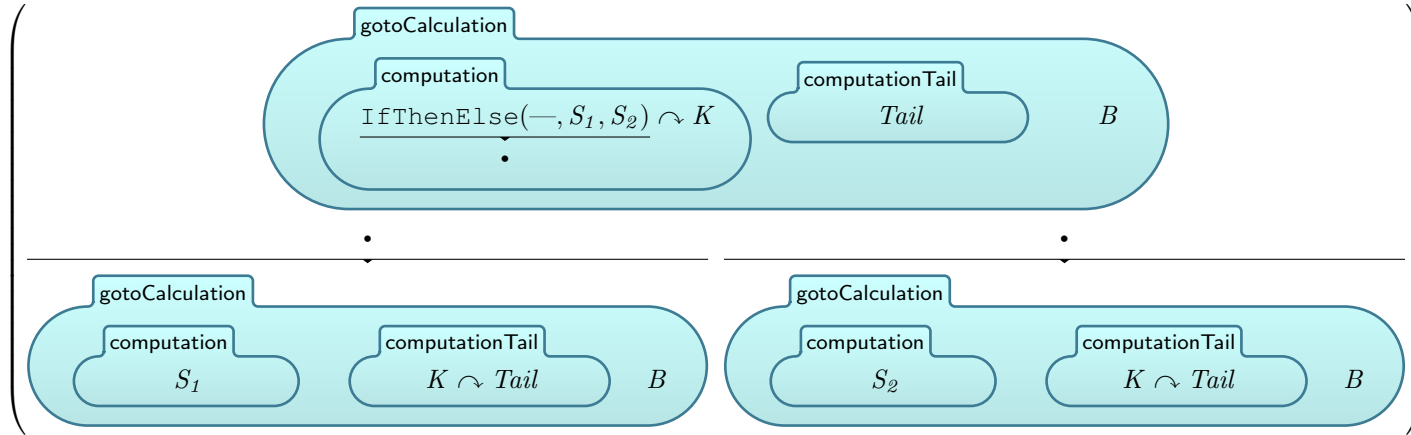 gotoCalculation
computation
computationTail
IfThenElse(—, S1, S2) ↷ K
Tail
B
•
• •
gotoCalculation
gotoCalculation
computation
computationTail
computation
computationTail
S1
K ↷ Tail
B
S2
K ↷ Tail
B